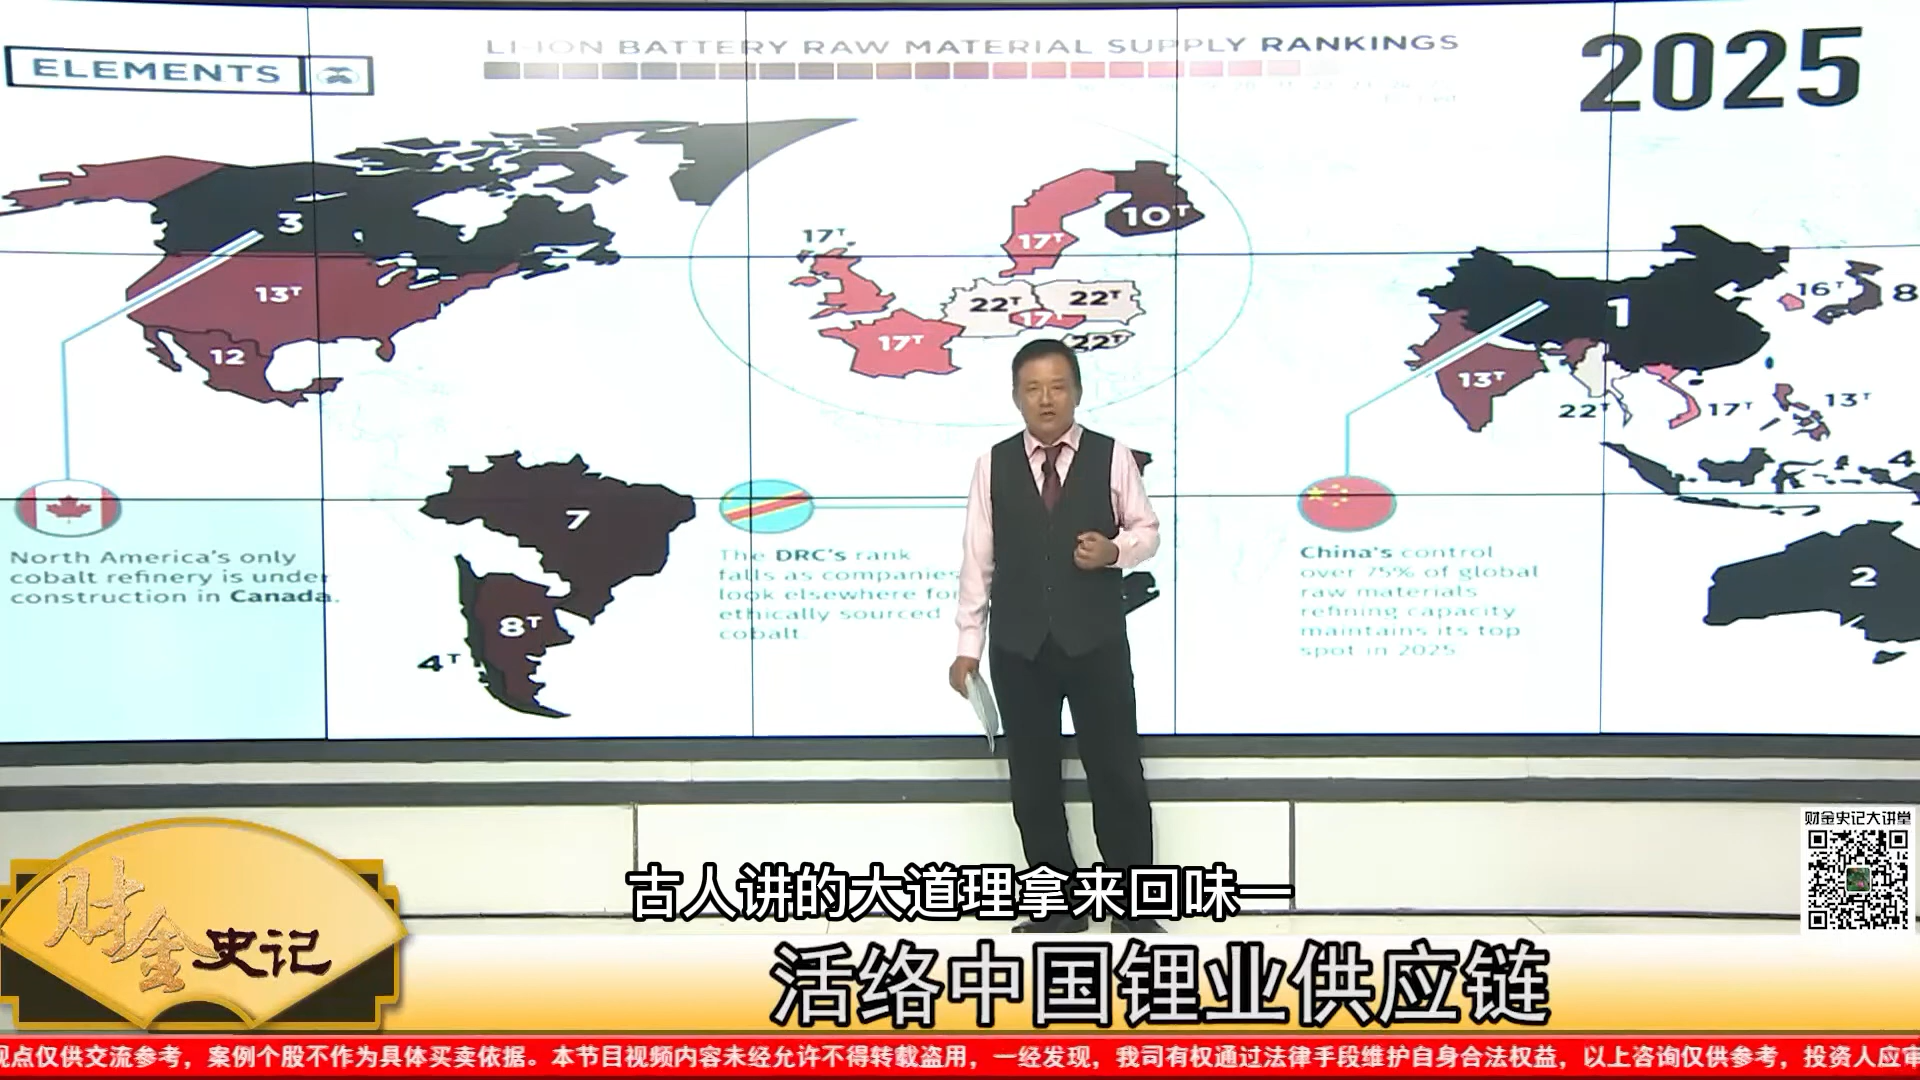 ELEMENTS
LI-ION BATTERY RAW MATERIAL SUPPLY RANKINGS
2025
3
13T
12
17T
17T
10T
22T
22T
17T
17T
22T
1
16T
8
13T
22T
17T
13T
4
2
7
8T
4T
North America's only
cobalt refinery is under
construction in Canada.
The DRC's rank
falls as companies
look elsewhere for
ethically sourced
cobalt.
China's control
over 75% of global
raw materials
refining capacity
maintains its top
spot in 2025
财金史记大讲堂
古人讲的大道理拿来回味一
财金史记
活络中国锂业供应链
观点仅供交流参考，案例个股不作为具体买卖依据。本节目视频内容未经允许不得转载盗用，一经发现，我司有权通过法律手段维护自身合法权益，以上咨询仅供参考，投资人应审